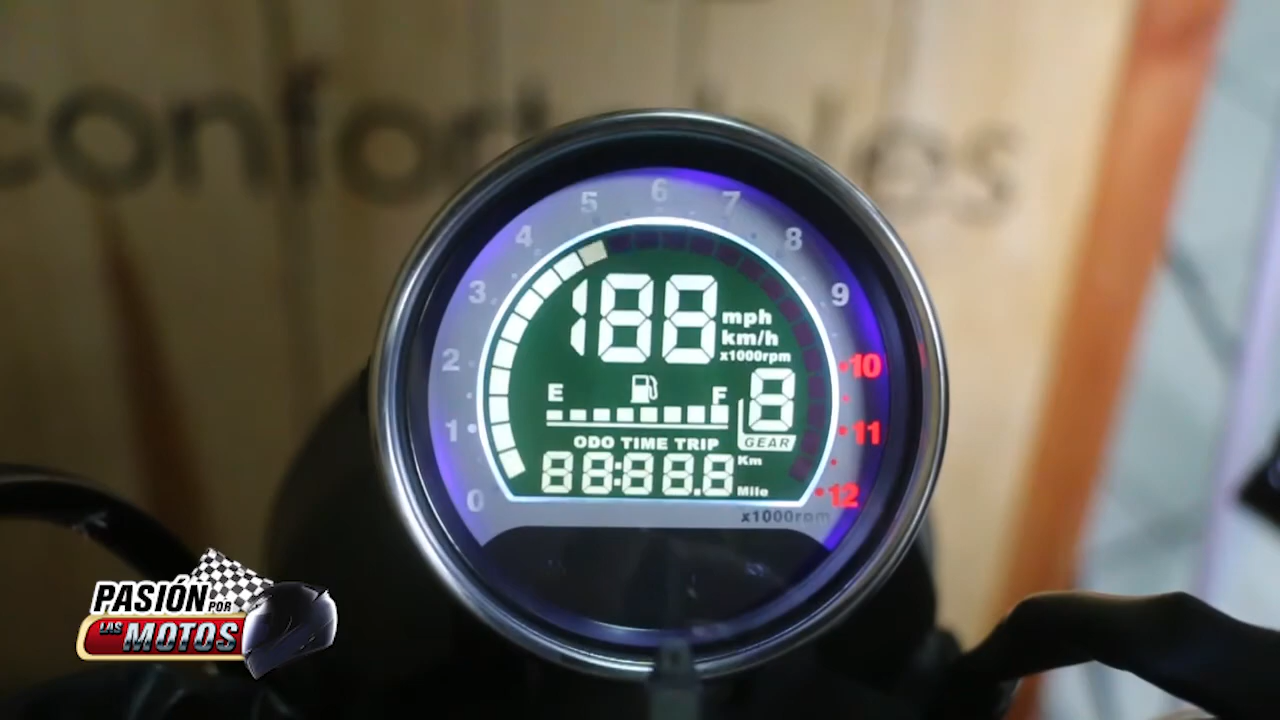 5 6 7
4 8
3 9
2 10
1 11
0 12
188 mph
km/h
x1000rpm
E F
8
GEAR
ODO TIME TRIP
88:88.8 Km
Mile
x1000rpm
PASIÓN POR
LAS MOTOS